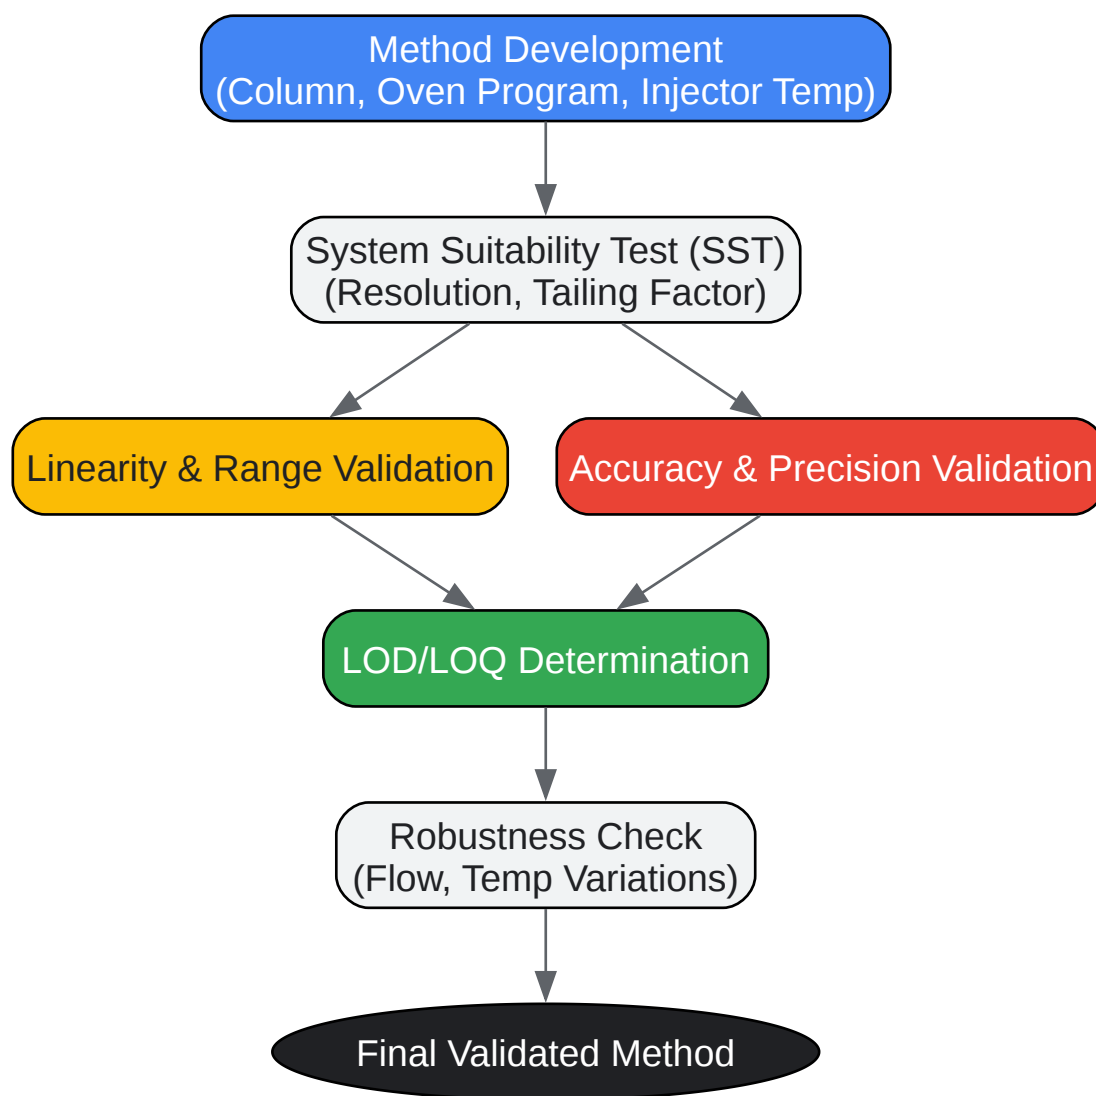 Method Development
(Column, Oven Program, Injector Temp)
System Suitability Test (SST)
(Resolution, Tailing Factor)
Linearity & Range Validation
Accuracy & Precision Validation
LOD/LOQ Determination
Robustness Check
(Flow, Temp Variations)
Final Validated Method